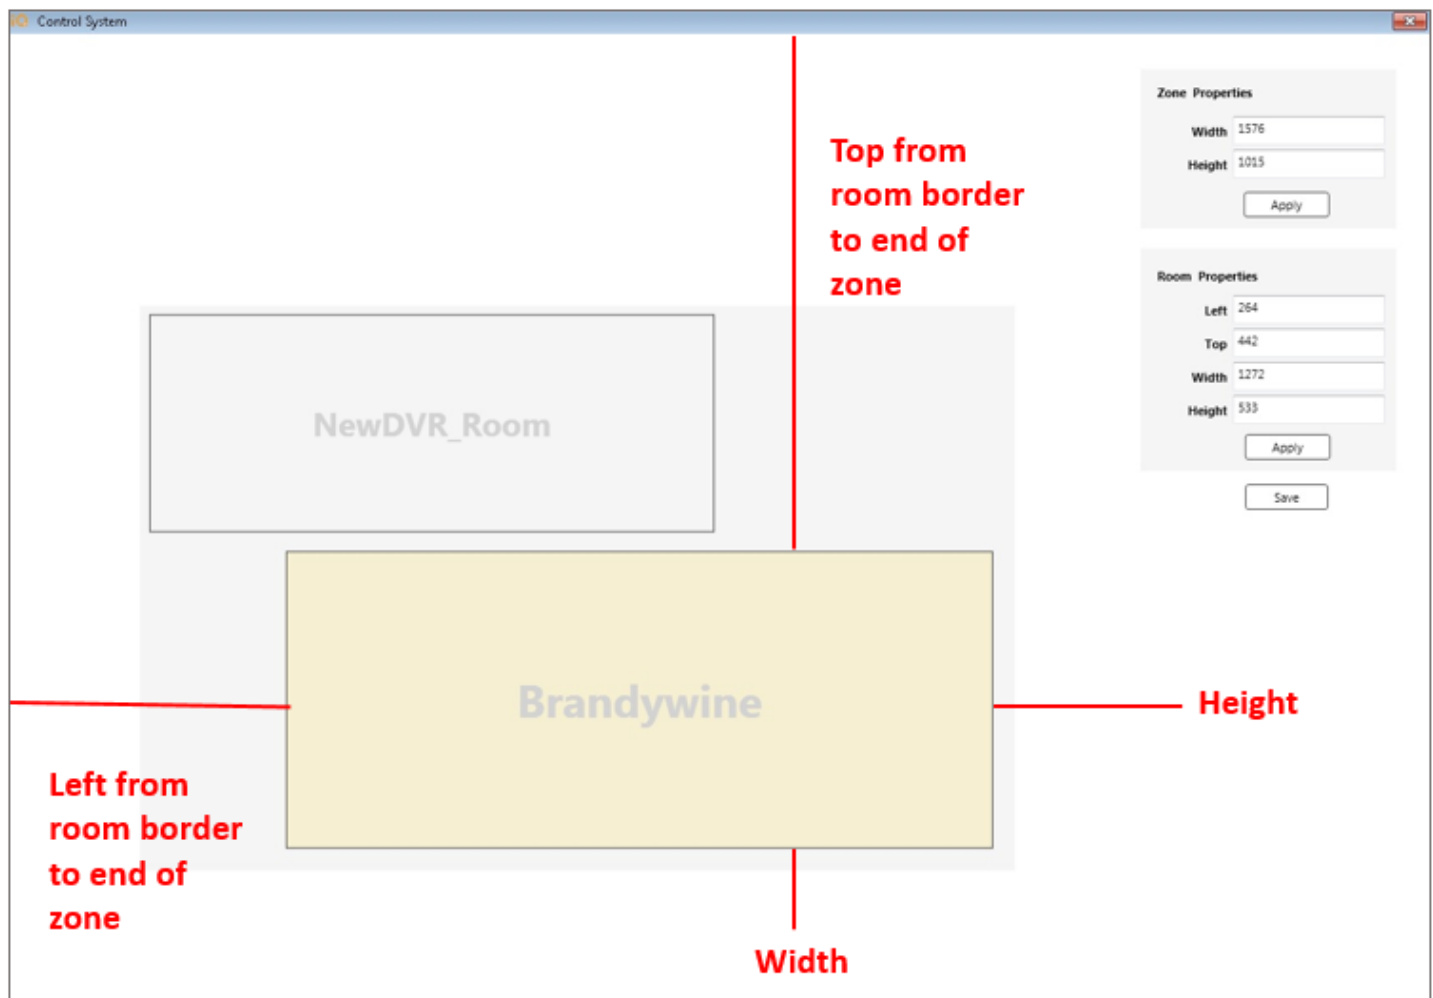 Control System
Zone Properties
Width 1576
Height 1015
Apply
Room Properties
Left 264
Top 442
Width 1272
Height 533
Apply
Save
Top from
room border
to end of
zone
NewDVR_Room
Brandywine
Height
Left from
room border
to end of
zone
Width